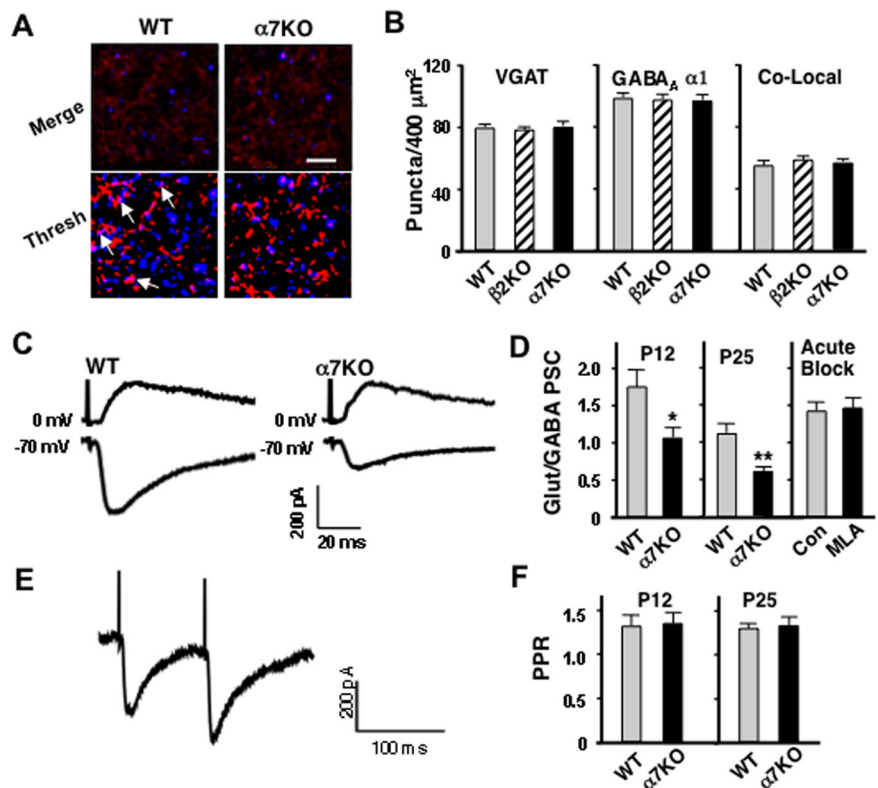 A
WT
α7KO
Merge
Thresh
B
Puncta/400 μm⁻²
120
80
40
0
VGAT
GABA_A α1
Co-Local
WT
β2KO
α7KO
WT
β2KO
α7KO
WT
β2KO
α7KO
C
WT
α7KO
0 mV
-70 mV
0 mV
-70 mV
200 pA
20 ms
D
Glut/GABA PSC
2.0
1.5
1.0
0.5
0
P12
P25
Acute
Block
*
**
WT
α7KO
WT
α7KO
Con
MLA
E
200 pA
100 ms
F
PPR
1.5
1.0
.5
0
P12
P25
WT
α7KO
WT
α7KO